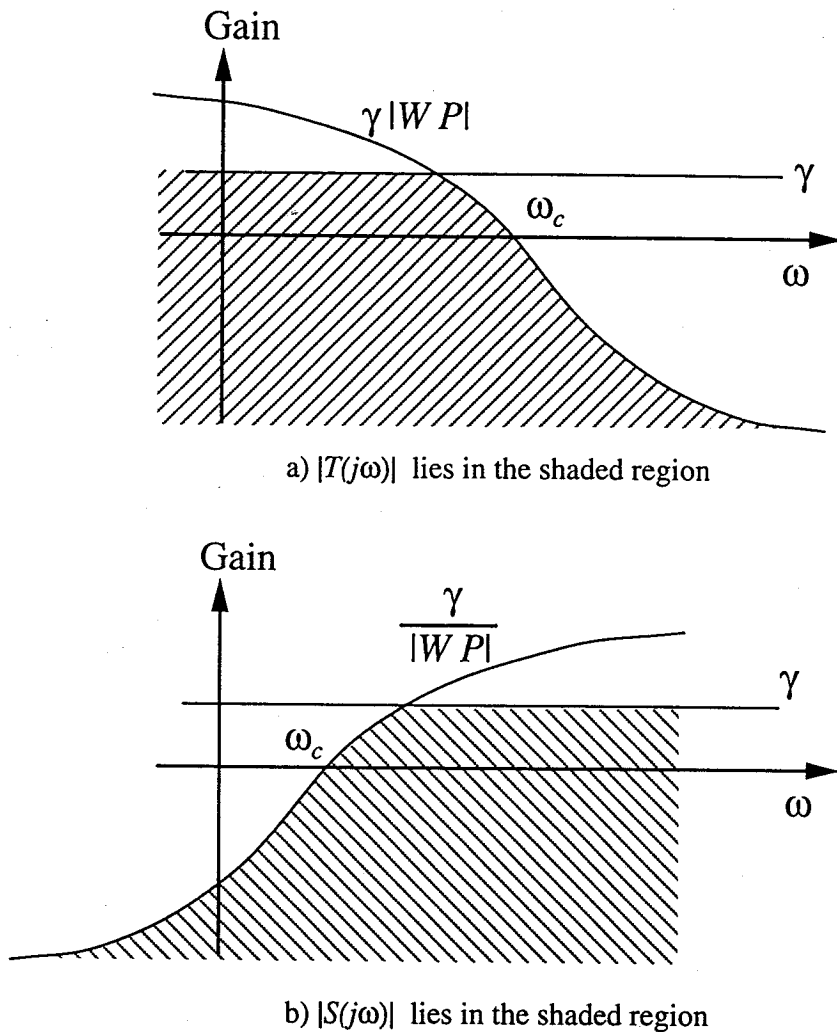 Gain
γ |W P|
γ
ω_c
ω
a) |T(jω)| lies in the shaded region
Gain
γ
|W P|
γ
ω_c
ω
b) |S(jω)| lies in the shaded region